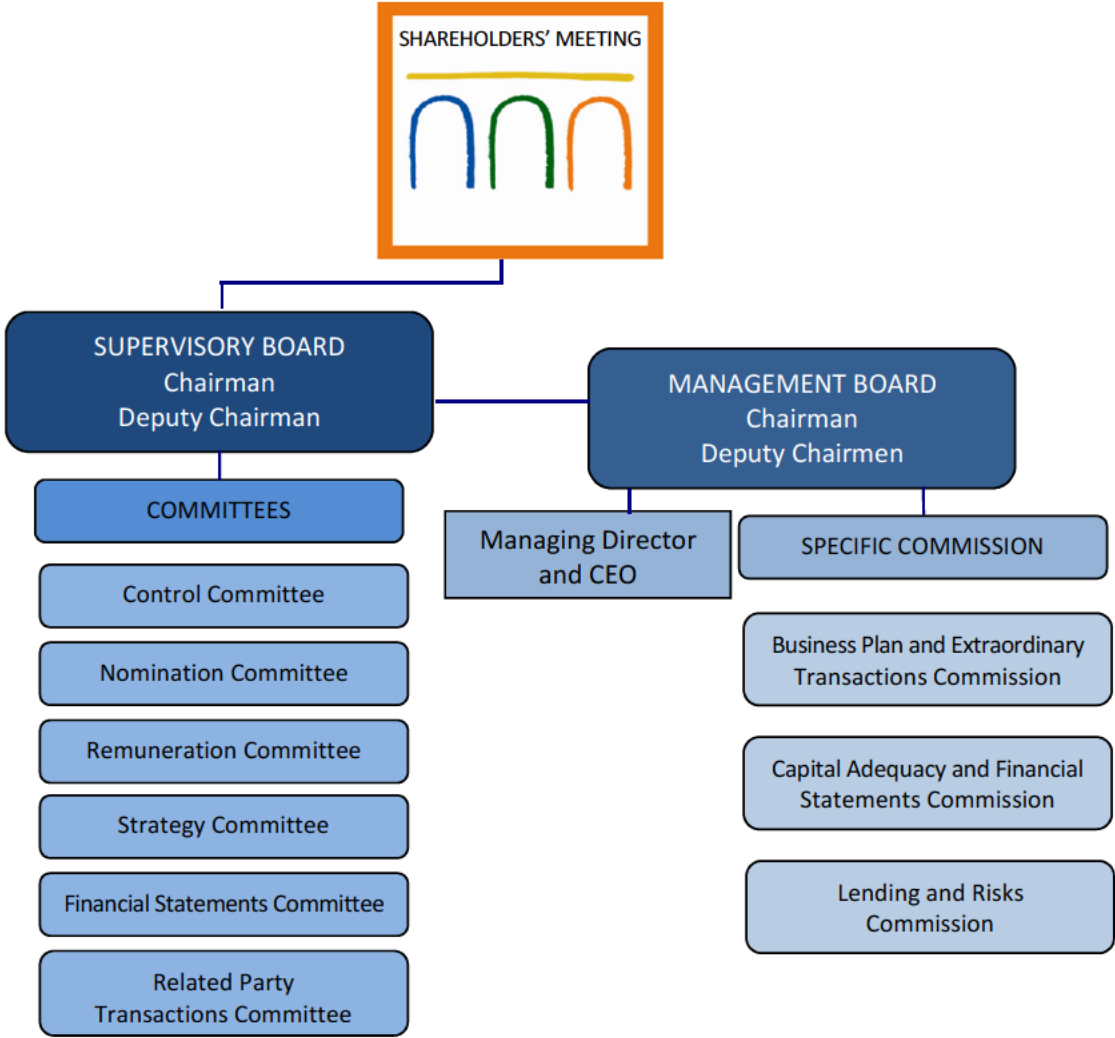 SHAREHOLDERS’ MEETING
SUPERVISORY BOARD
Chairman
Deputy Chairman
MANAGEMENT BOARD
Chairman
Deputy Chairmen
COMMITTEES
Control Committee
Nomination Committee
Remuneration Committee
Strategy Committee
Financial Statements Committee
Related Party
Transactions Committee
Managing Director
and CEO
SPECIFIC COMMISSION
Business Plan and Extraordinary
Transactions Commission
Capital Adequacy and Financial
Statements Commission
Lending and Risks
Commission